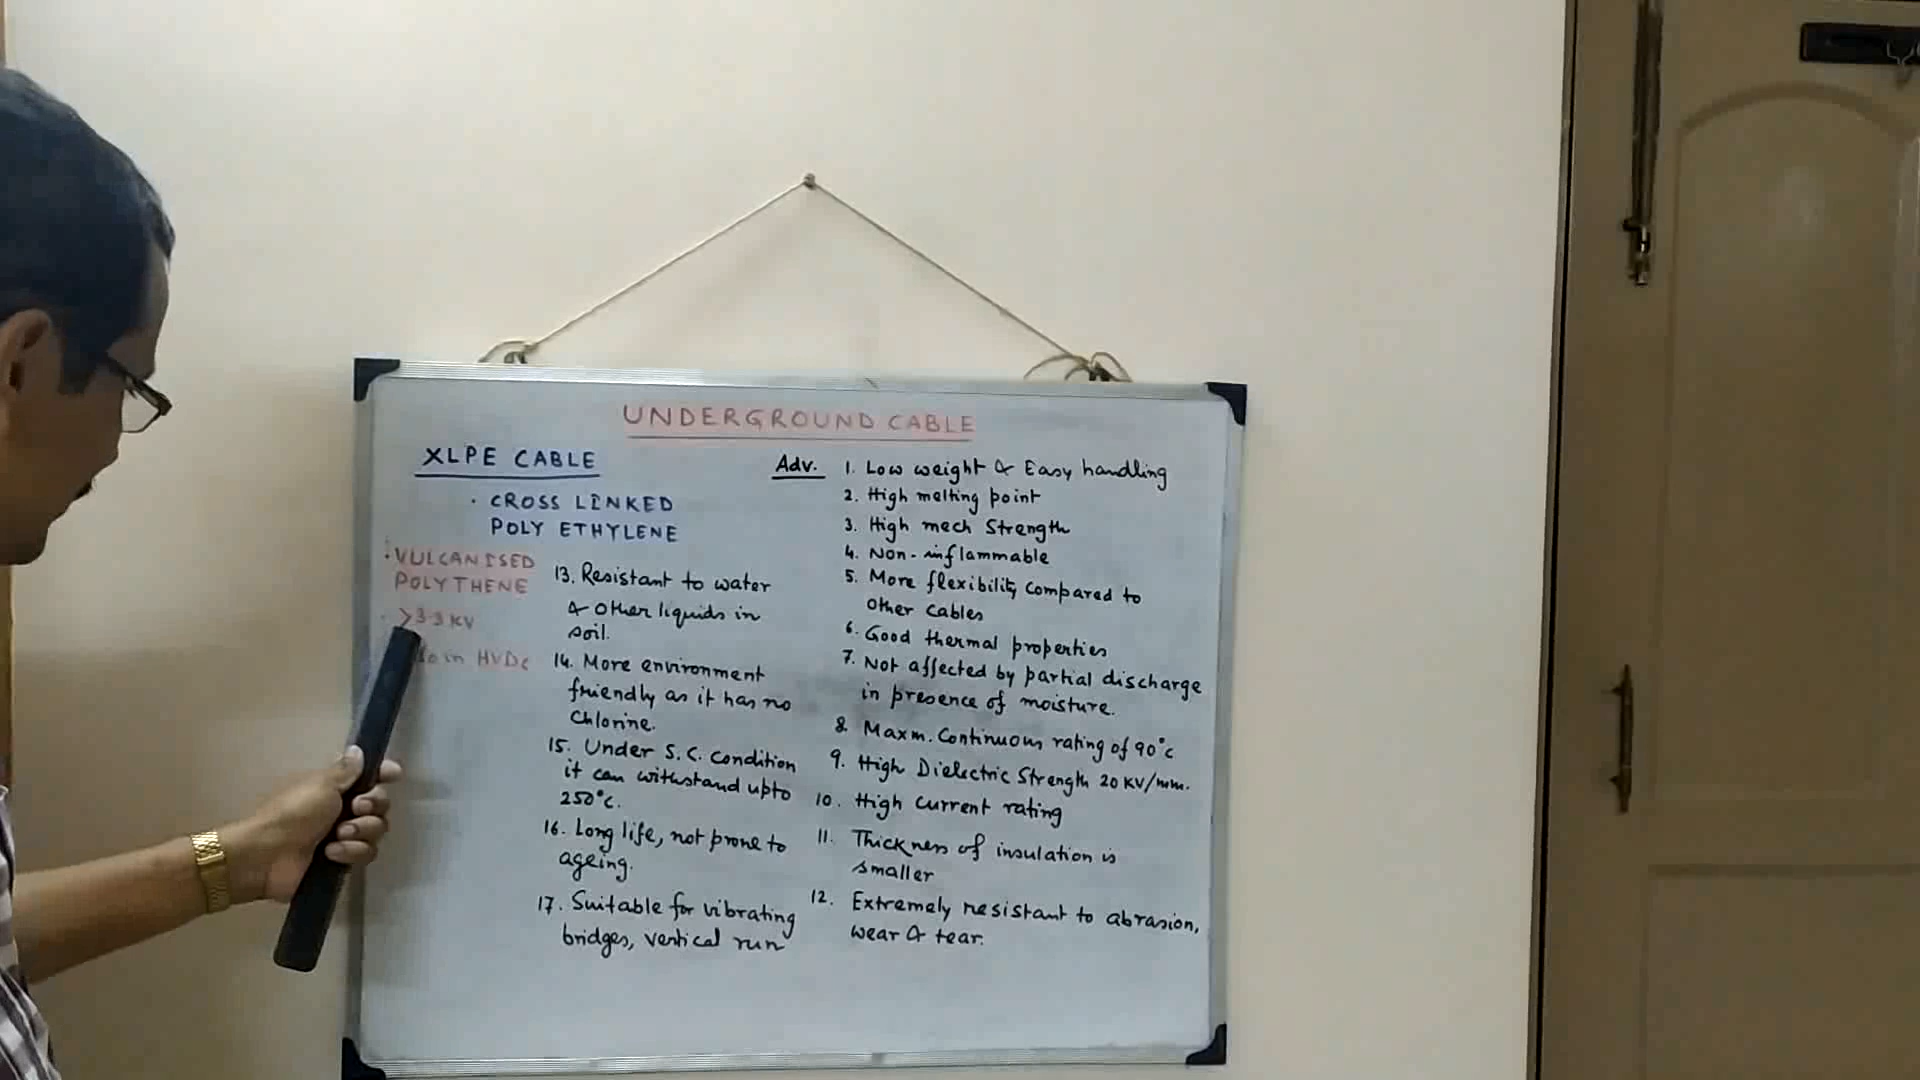 UNDERGROUND CABLE
XLPE CABLE
· CROSS LINKED
POLY ETHYLENE
· VULCANISED
POLYTHENE
· >3.3 KV
in HVDC
Adv. 1. Low weight & Easy handling
2. High melting point
3. High mech Strength
4. Non-inflammable
5. More flexibility compared to
other cables
6. Good thermal properties
7. Not affected by partial discharge
in presence of moisture.
8. Maxm. Continuous rating of 90°c
9. High Dielectric Strength 20 KV/mm.
10. High current rating
11. Thickness of insulation is
smaller
12. Extremely resistant to abrasion,
wear & tear.
13. Resistant to water
& other liquids in
soil.
14. More environment
friendly as it has no
Chlorine.
15. Under S.C. Condition
it can withstand upto
250°c.
16. Long life, not prone to
ageing.
17. Suitable for vibrating
bridges, vertical run